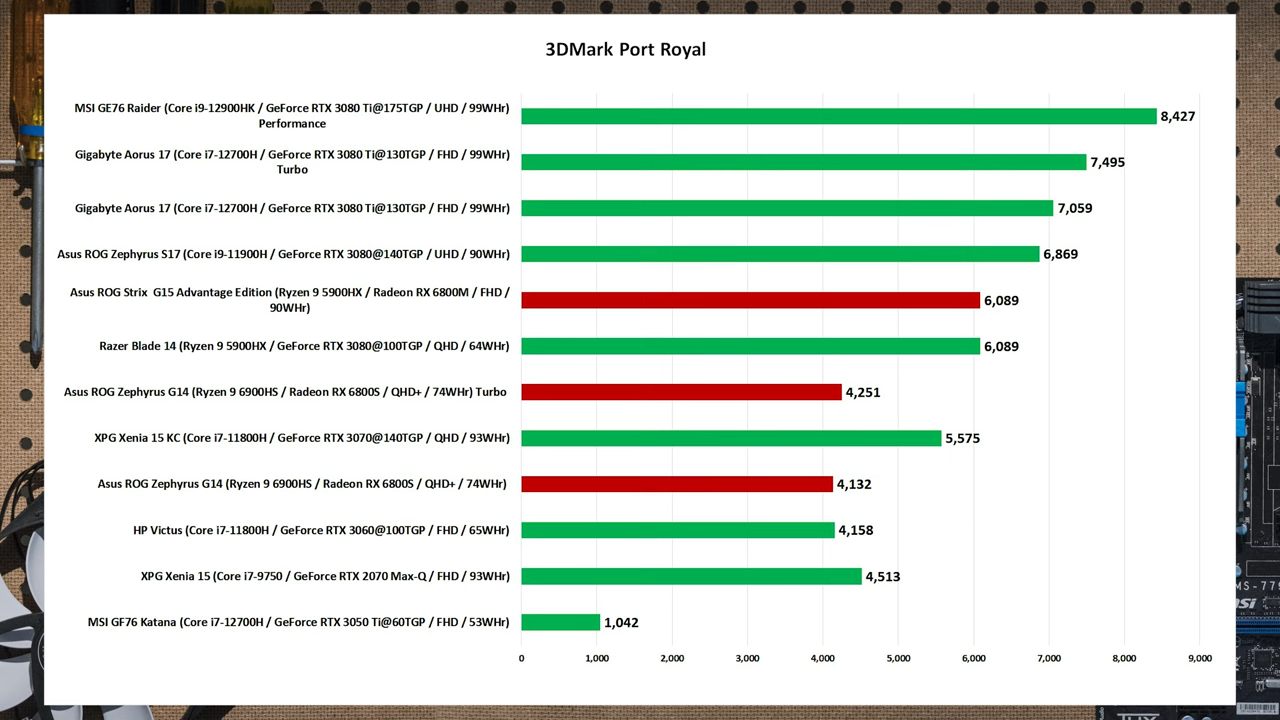 3DMark Port Royal
MSI GE76 Raider (Core i9-12900HK / GeForce RTX 3080 Ti@175TGP / UHD / 99WHr)
Performance
8,427
Gigabyte Aorus 17 (Core i7-12700H / GeForce RTX 3080 Ti@130TGP / FHD / 99WHr)
Turbo
7,495
Gigabyte Aorus 17 (Core i7-12700H / GeForce RTX 3080 Ti@130TGP / FHD / 99WHr)
7,059
Asus ROG Zephyrus S17 (Core i9-11900H / GeForce RTX 3080@140TGP / UHD / 90WHr)
6,869
Asus ROG Strix G15 Advantage Edition (Ryzen 9 5900HX / Radeon RX 6800M / FHD /
90WHr)
6,089
Razer Blade 14 (Ryzen 9 5900HX / GeForce RTX 3080@100TGP / QHD / 64WHr)
6,089
Asus ROG Zephyrus G14 (Ryzen 9 6900HS / Radeon RX 6800S / QHD+ / 74WHr) Turbo
4,251
XPG Xenia 15 KC (Core i7-11800H / GeForce RTX 3070@140TGP / QHD / 93WHr)
5,575
Asus ROG Zephyrus G14 (Ryzen 9 6900HS / Radeon RX 6800S / QHD+ / 74WHr)
4,132
HP Victus (Core i7-11800H / GeForce RTX 3060@100TGP / FHD / 65WHr)
4,158
XPG Xenia 15 (Core i7-9750 / GeForce RTX 2070 Max-Q / FHD / 93WHr)
4,513
MSI GF76 Katana (Core i7-12700H / GeForce RTX 3050 Ti@60TGP / FHD / 53WHr)
1,042
0 1,000 2,000 3,000 4,000 5,000 6,000 7,000 8,000 9,000